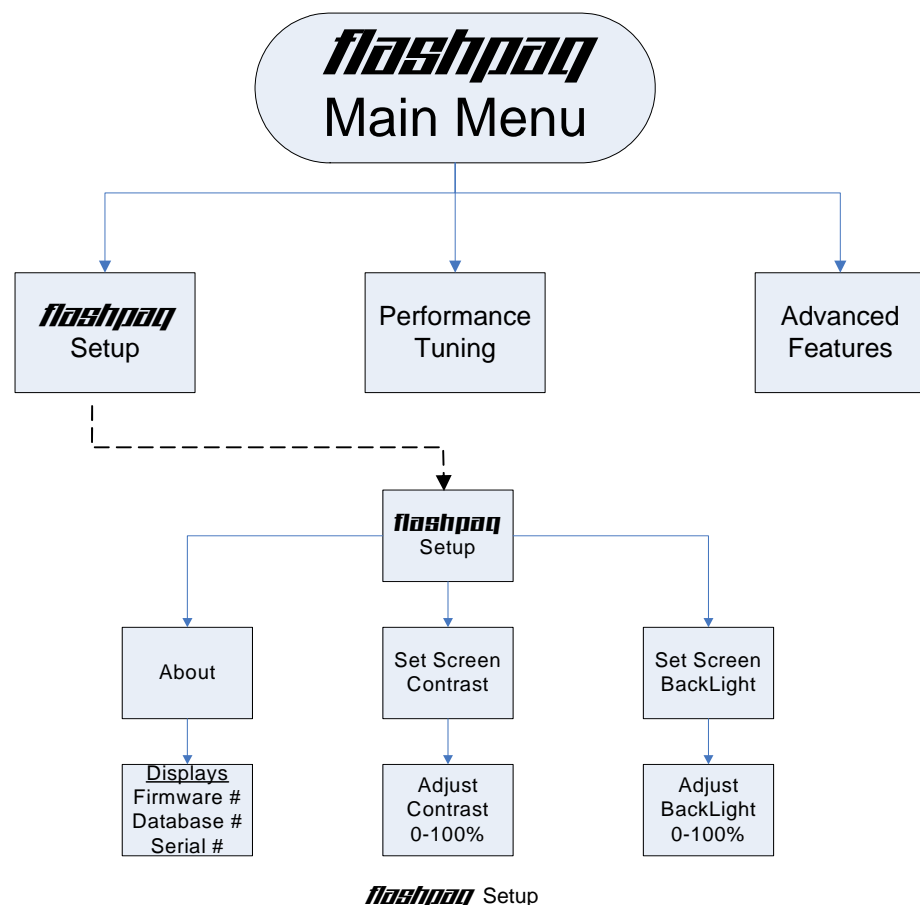 flashpaq
Main Menu
flashpaq
Setup
Performance
Tuning
Advanced
Features
flashpaq
Setup
About
Set Screen
Contrast
Set Screen
BackLight
Displays
Firmware #
Database #
Serial #
Adjust
Contrast
0-100%
Adjust
BackLight
0-100%
flashpaq Setup